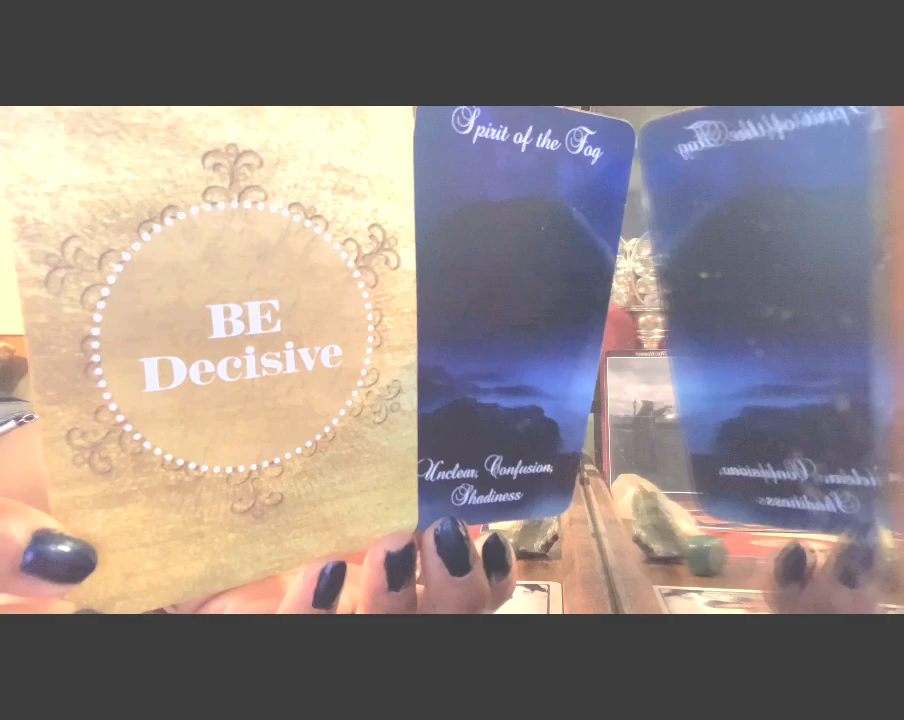 BE
Decisive
Spirit of the Fog
Unclear, Confusion,
Shadiness